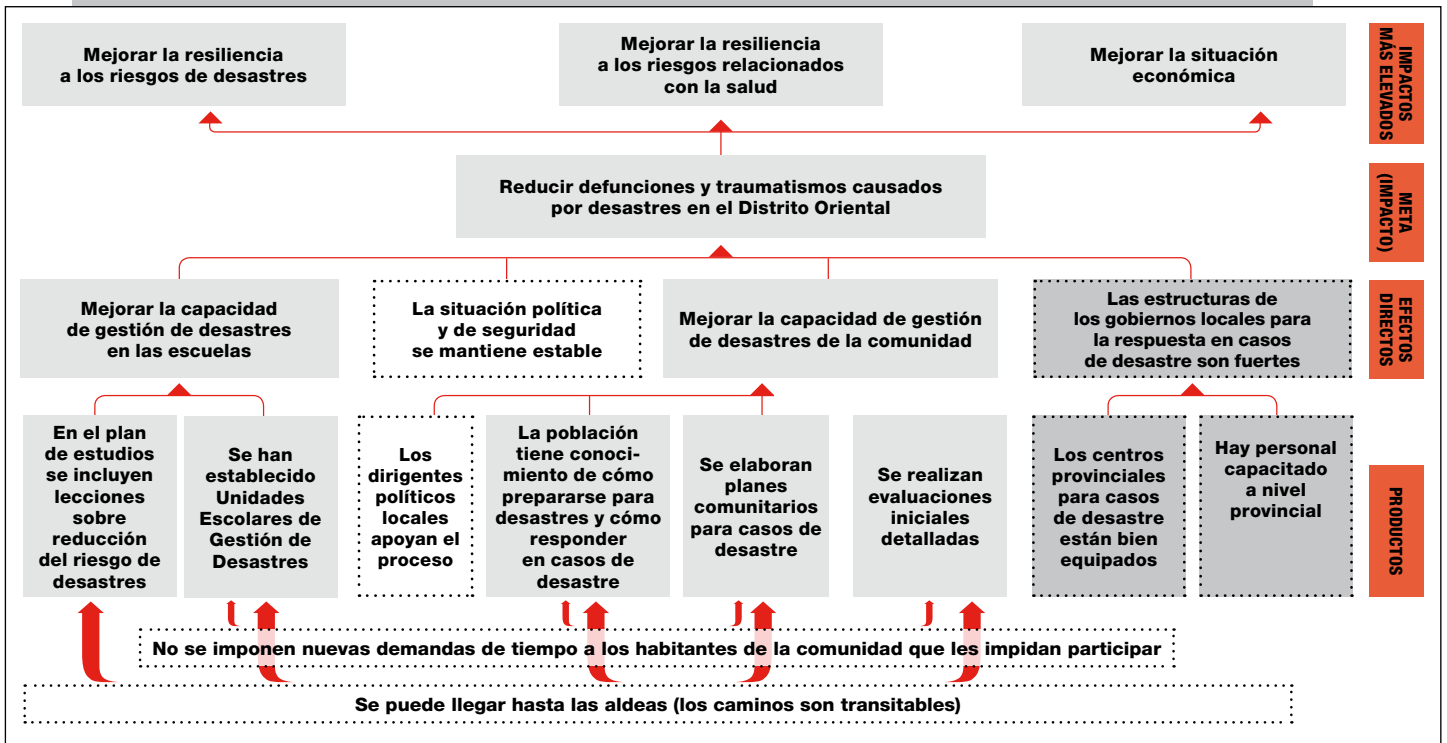 Mejorar la resiliencia
a los riesgos de desastres
Mejorar la resiliencia
a los riesgos relacionados
con la salud
Mejorar la situación
económica
IMPACTOS
MÁS ELEVADOS
Reducir defunciones y traumatismos causados
por desastres en el Distrito Oriental
META
(IMPACTO)
Mejorar la capacidad
de gestión de desastres
en las escuelas
La situación política
y de seguridad
se mantiene estable
Mejorar la capacidad de gestión
de desastres de la comunidad
Las estructuras de
los gobiernos locales para
la respuesta en casos
de desastre son fuertes
EFECTOS
DIRECTOS
En el plan
de estudios
se incluyen
lecciones
sobre
reducción
del riesgo de
desastres
Se han
establecido
Unidades
Escolares de
Gestión de
Desastres
Los
dirigentes
políticos
locales
apoyan el
proceso
La población
tiene conoci-
miento de cómo
prepararse para
desastres y cómo
responder
en casos de
desastre
Se elaboran
planes
comunitarios
para casos de
desastre
Se realizan
evaluaciones
iniciales
detalladas
Los centros
provinciales
para casos
de desastre
están bien
equipados
Hay personal
capacitado
a nivel
provincial
PRODUCTOS
No se imponen nuevas demandas de tiempo a los habitantes de la comunidad que les impidan participar
Se puede llegar hasta las aldeas (los caminos son transitables)